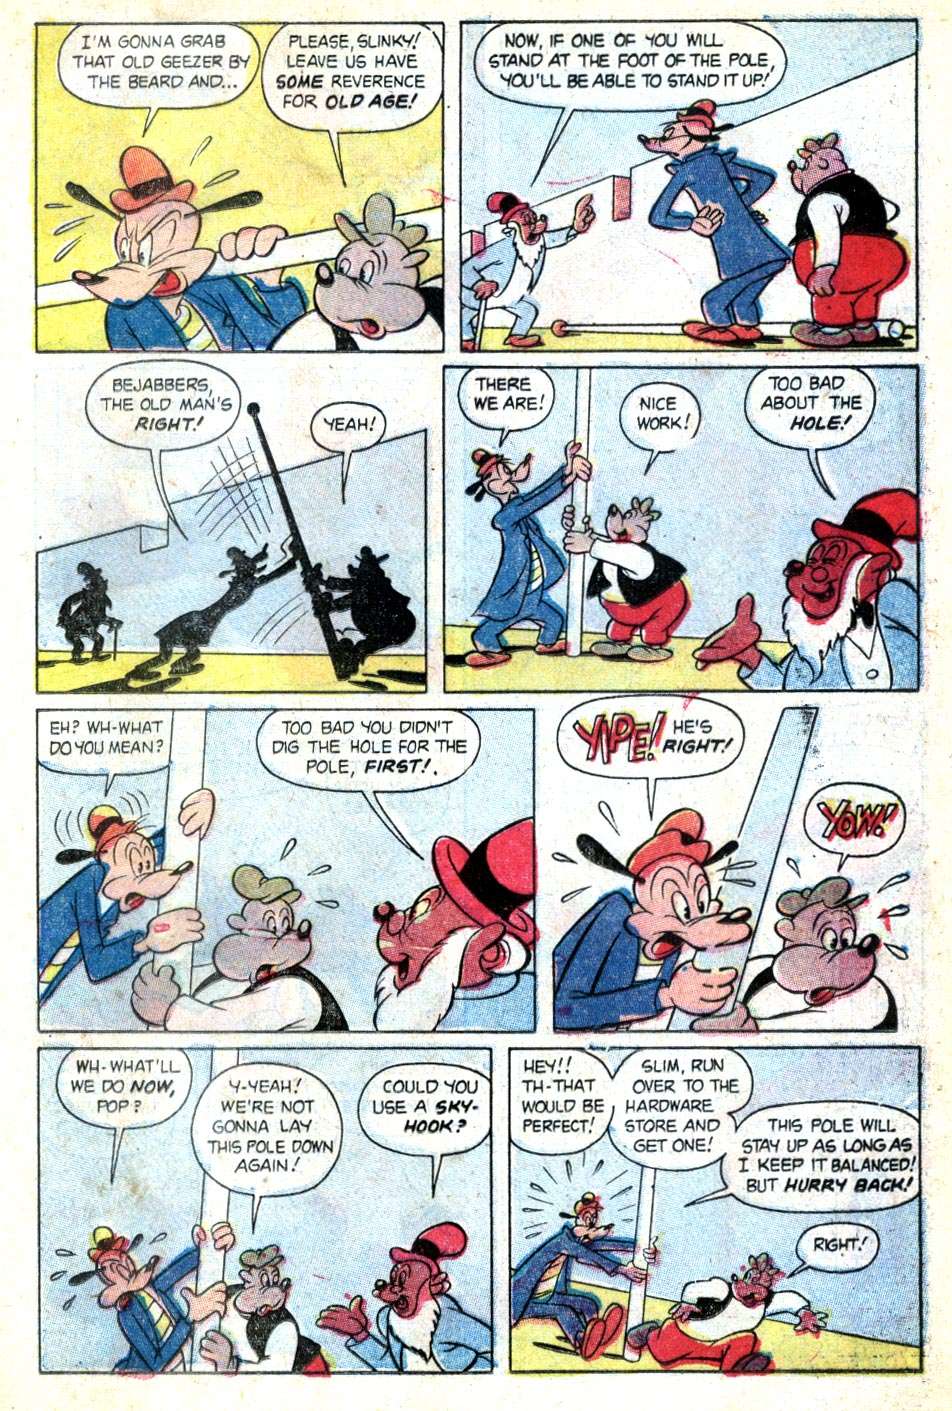 I'M GONNA GRAB
THAT OLD GEEZER BY
THE BEARD AND...
PLEASE, SLINKY!
LEAVE US HAVE
SOME REVERENCE
FOR OLD AGE!
NOW, IF ONE OF YOU WILL
STAND AT THE FOOT OF THE POLE,
YOU'LL BE ABLE TO STAND IT UP!
BEJABBERS,
THE OLD MAN'S
RIGHT!
YEAH!
THERE
WE ARE!
NICE
WORK!
TOO BAD
ABOUT THE
HOLE!
EH? WH-WHAT
DO YOU MEAN?
TOO BAD YOU DIDN'T
DIG THE HOLE FOR THE
POLE, FIRST!
YIPE! HE'S
RIGHT!
YOW!
WH-WHAT'LL
WE DO NOW,
POP?
Y-YEAH!
WE'RE NOT
GONNA LAY
THIS POLE DOWN
AGAIN!
COULD YOU
USE A SKY-
HOOK?
HEY!!
TH-THAT
WOULD BE
PERFECT!
SLIM, RUN
OVER TO THE
HARDWARE
STORE AND
GET ONE!
THIS POLE WILL
STAY UP AS LONG AS
I KEEP IT BALANCED!
BUT HURRY BACK!
RIGHT!